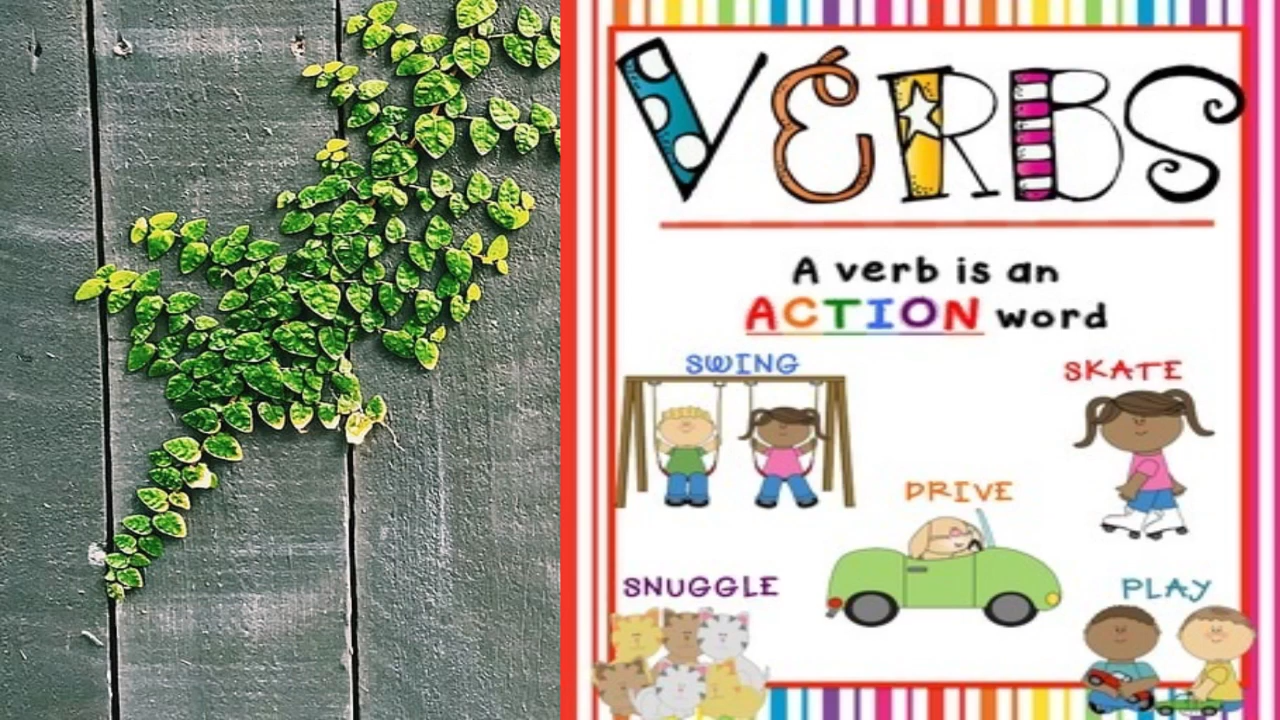 VERBS
A verb is an
ACTION word
SWING
SKATE
DRIVE
SNUGGLE
PLAY